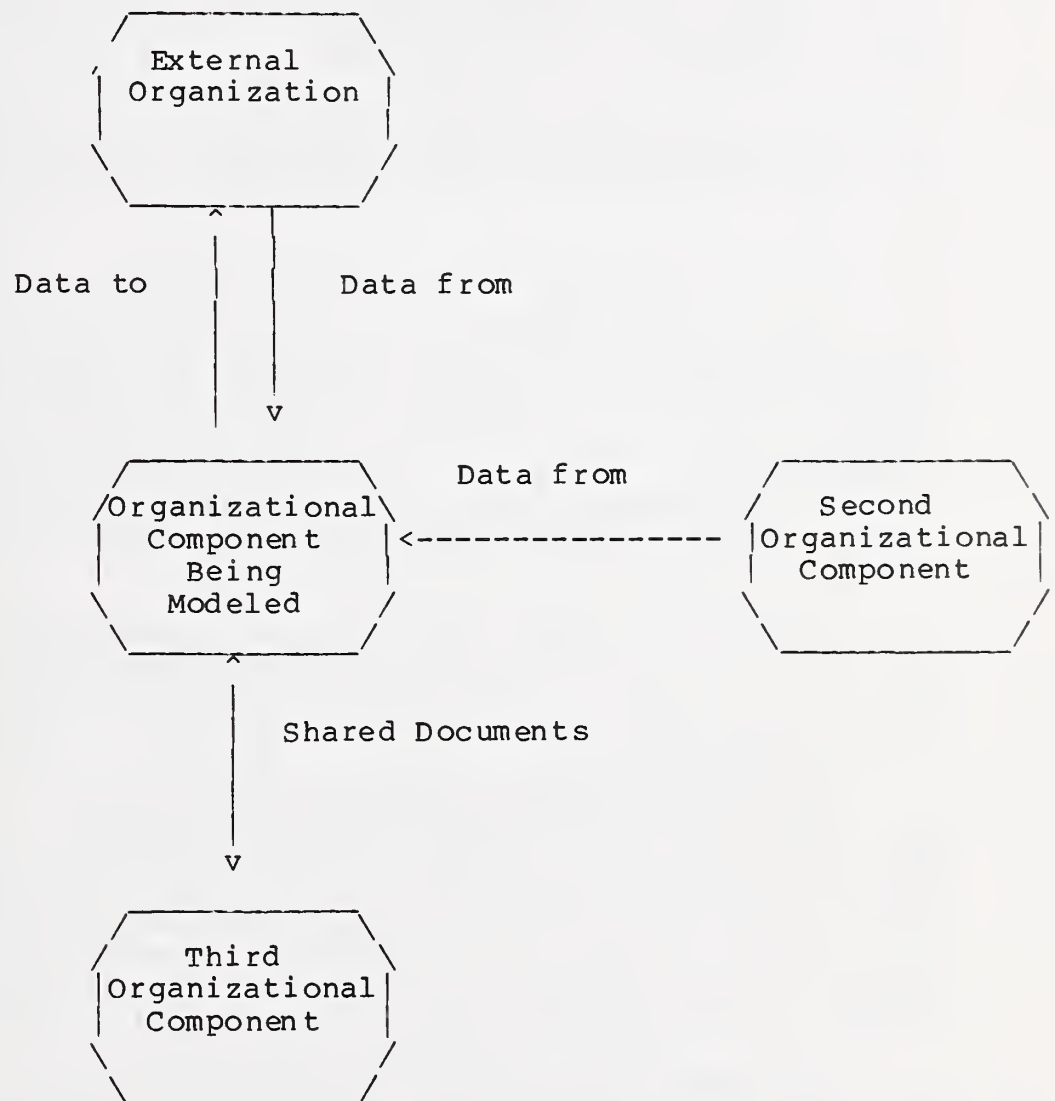 External
Organization
Data to
Data from
Organizational
Component
Being
Modeled
Data from
Second
Organizational
Component
Shared Documents
Third
Organizational
Component